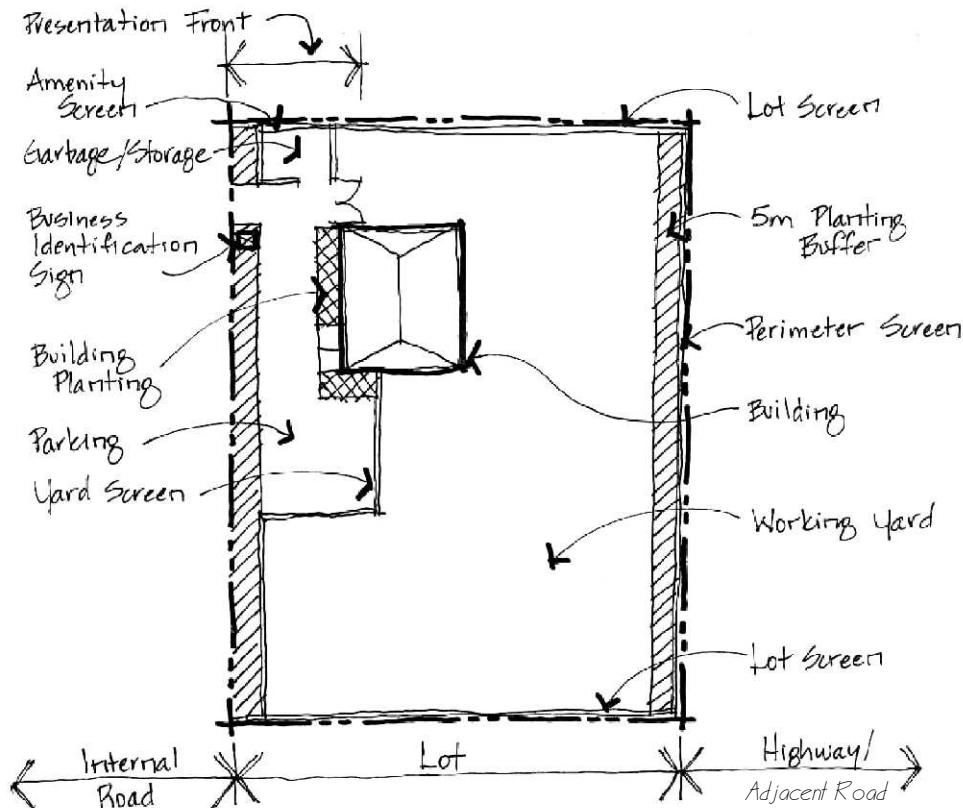 Presentation Front
Amenity
Screen
Garbage/Storage
Business
Identification
Sign
Building
Planting
Parking
Yard Screen
Lot Screen
5m Planting
Buffer
Perimeter Screen
Building
Working Yard
Lot Screen
Internal
Road
Lot
Highway/
Adjacent Road